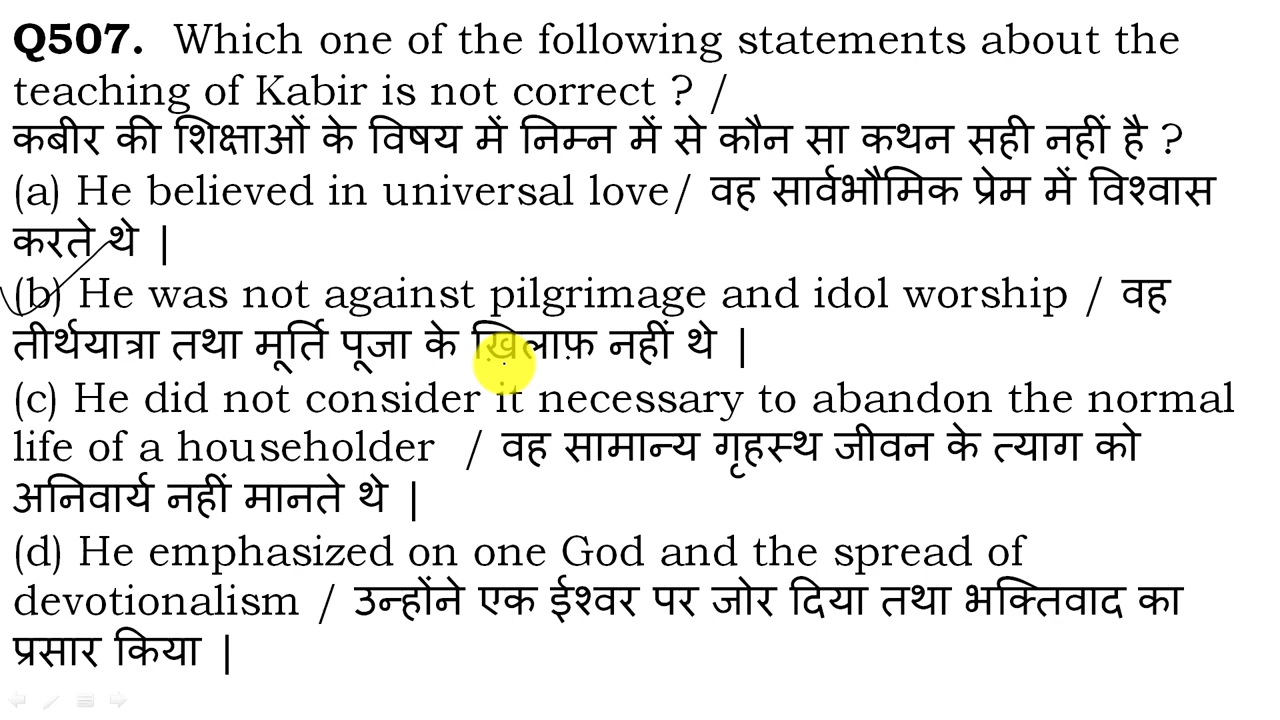 Q507. Which one of the following statements about the
teaching of Kabir is not correct ? /
कबीर की शिक्षाओं के विषय में निम्न में से कौन सा कथन सही नहीं है ?
(a) He believed in universal love/ वह सार्वभौमिक प्रेम में विश्वास
करते थे |
(b) He was not against pilgrimage and idol worship / वह
तीर्थयात्रा तथा मूर्ति पूजा के ख़िलाफ़ नहीं थे |
(c) He did not consider it necessary to abandon the normal
life of a householder / वह सामान्य गृहस्थ जीवन के त्याग को
अनिवार्य नहीं मानते थे |
(d) He emphasized on one God and the spread of
devotionalism / उन्होंने एक ईश्वर पर जोर दिया तथा भक्तिवाद का
प्रसार किया |